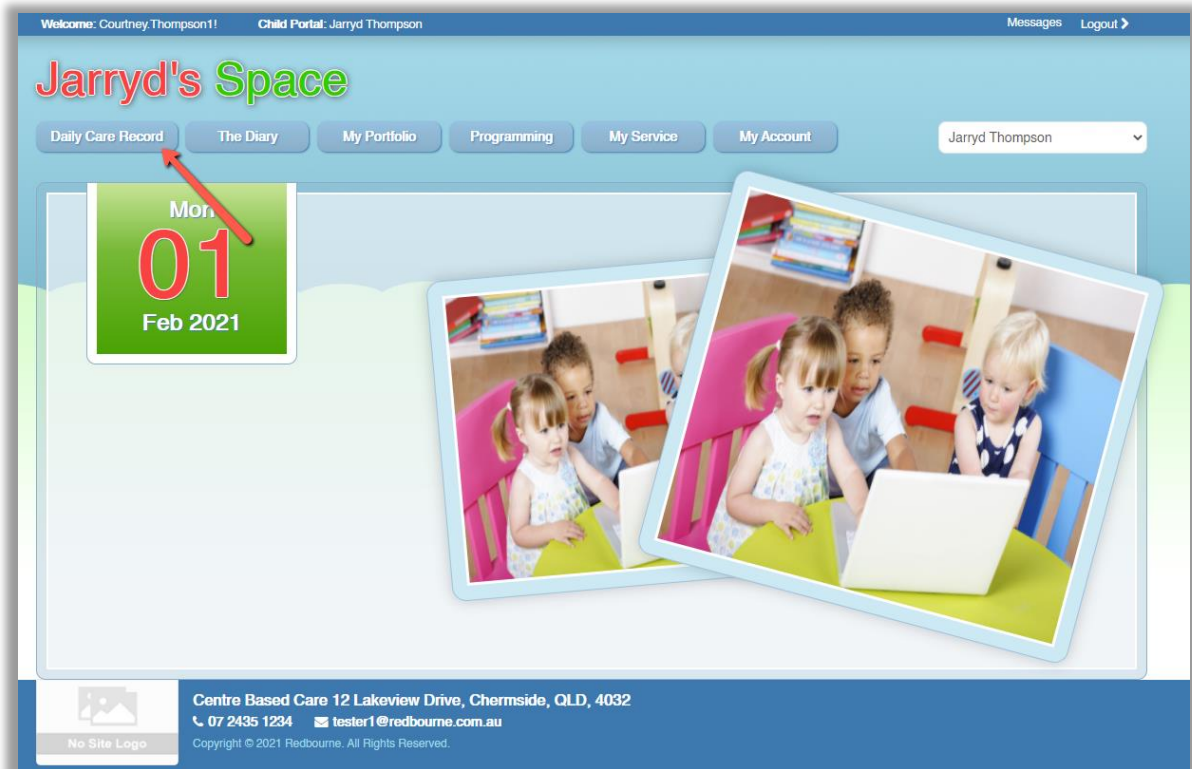 Welcome: Courtney.Thompson1! Child Portal: Jarryd Thompson Messages Logout
Jarryd's Space
Daily Care Record The Diary My Portfolio Programming My Service My Account Jarryd Thompson
Mon
01
Feb 2021
Centre Based Care 12 Lakeview Drive, Chermside, QLD, 4032
07 2435 1234 tester1@redbourne.com.au
No Site Logo
Copyright © 2021 Redbourne. All Rights Reserved.